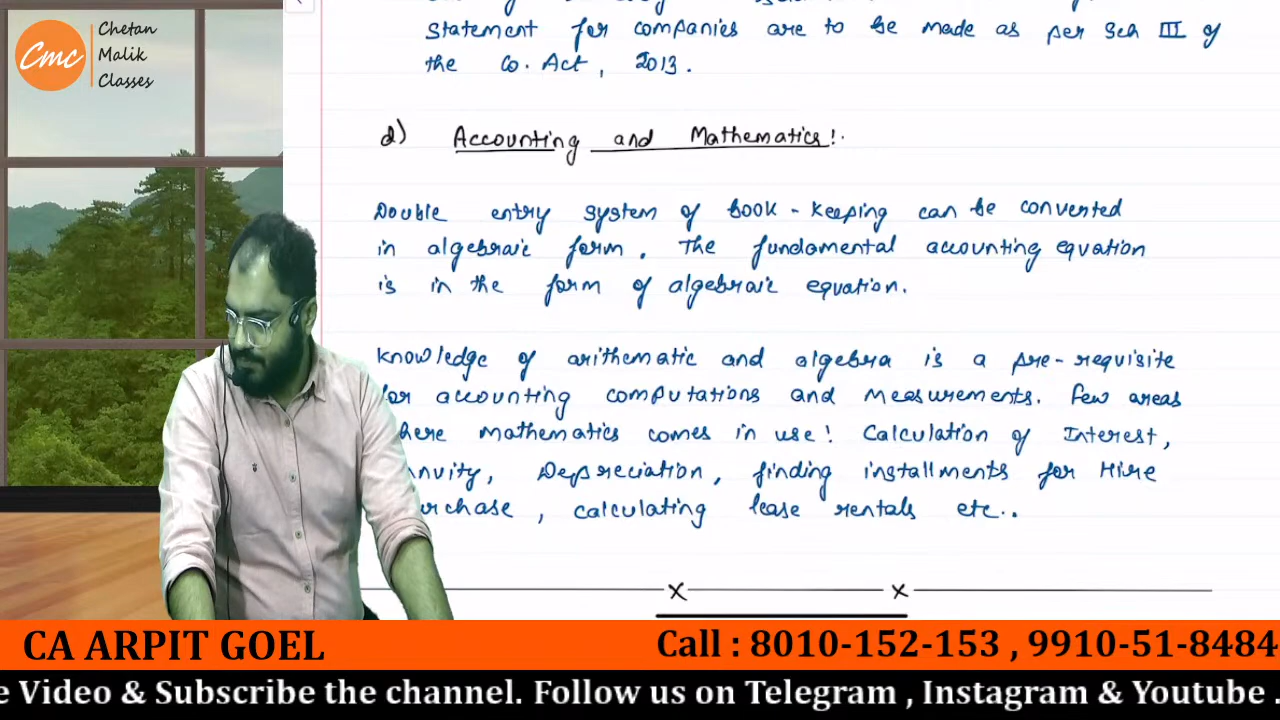 Chetan
Malik
Classes
CMC
statement for companies are to be made as per Sch III of
the Co. Act, 2013.
d) Accounting and Mathematics :-
Double entry system of book-keeping can be converted
in algebraic form. The fundamental accounting equation
is in the form of algebraic equation.
Knowledge of arithematic and algebra is a pre-requisite
for accounting computations and measurements. Few areas
here mathematics comes in use! Calculation of Interest,
nnuity, Depreciation, finding installments for Hire
urchase, calculating lease rentals etc..
x x
CA ARPIT GOEL
Call : 8010-152-153 , 9910-51-8484
e Video & Subscribe the channel. Follow us on Telegram , Instagram & Youtube :